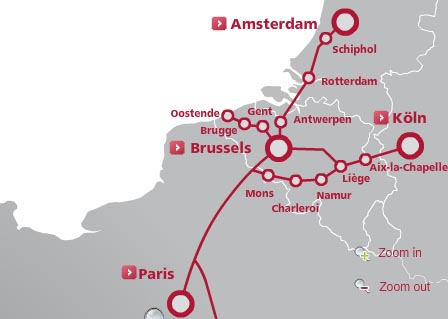 Amsterdam
Schiphol
Rotterdam
Oostende
Gent
Antwerpen
Köln
Brugge
Brussels
Liège
Aix-la-Chapelle
Mons
Namur
Charleroi
Zoom in
Paris
Zoom out